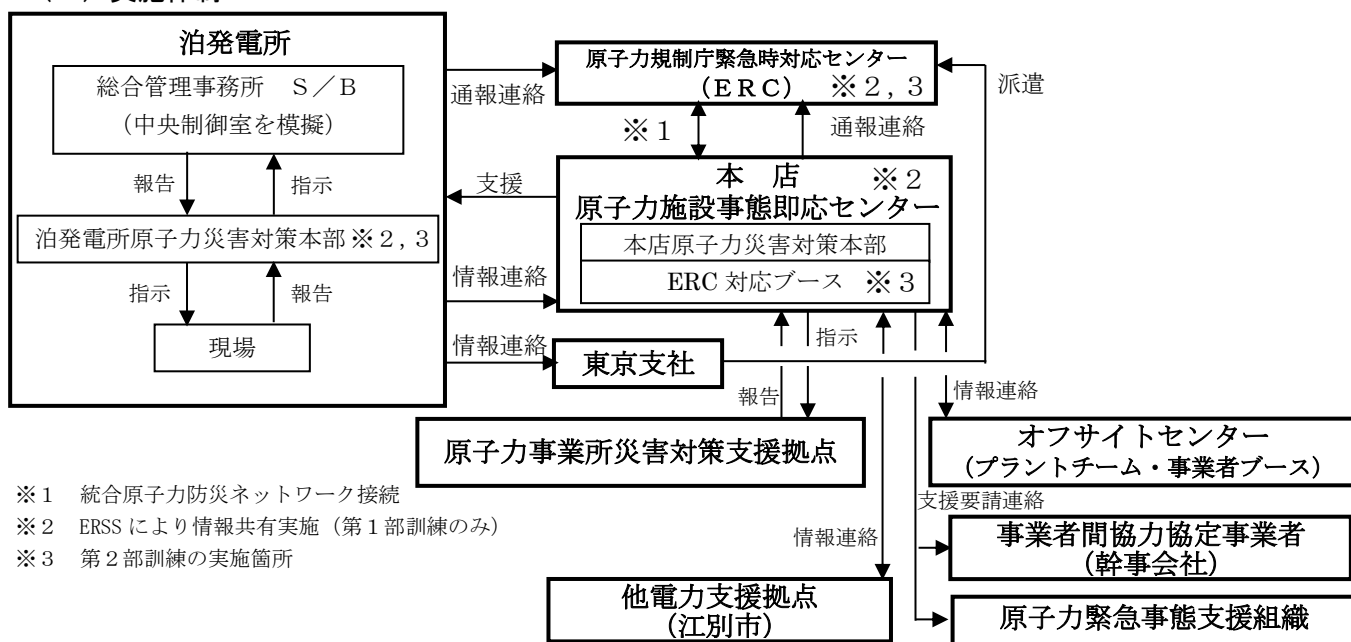 泊発電所
総合管理事務所　Ｓ／Ｂ
（中央制御室を模擬）
報告
指示
泊発電所原子力災害対策本部※２，３
指示
報告
現場
通報連絡
支援
情報連絡
情報連絡
原子力規制庁緊急時対応センター
（ＥＲＣ）　※２，３
※１
通報連絡
派遣
本　店　※２
原子力施設事態即応センター
本店原子力災害対策本部
ERC 対応ブース　※３
東京支社
報告
指示
情報連絡
原子力事業所災害対策支援拠点
オフサイトセンター
（プラントチーム・事業者ブース）
支援要請連絡
事業者間協力協定事業者
（幹事会社）
情報連絡
他電力支援拠点
（江別市）
原子力緊急事態支援組織
※１　統合原子力防災ネットワーク接続
※２　ERSS により情報共有実施（第１部訓練のみ）
※３　第２部訓練の実施箇所